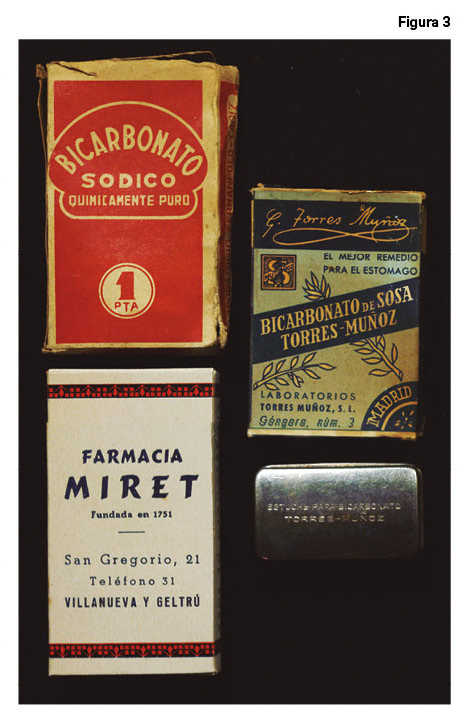 Figura 3
BICARBONATO
SODICO
QUIMICAMENTE PURO
1
PTA
G. Torres Muñoz
EL MEJOR REMEDIO
PARA EL ESTOMAGO
BICARBONATO DE SOSA
TORRES-MUÑOZ
LABORATORIOS
TORRES MUÑOZ, S.L.
Góngora, núm. 3
MADRID
FARMACIA
MIRET
Fundada en 1751
San Gregorio, 21
Teléfono 31
VILLANUEVA Y GELTRÚ
ESTUCHE PARA BICARBONATO
TORRES-MUÑOZ